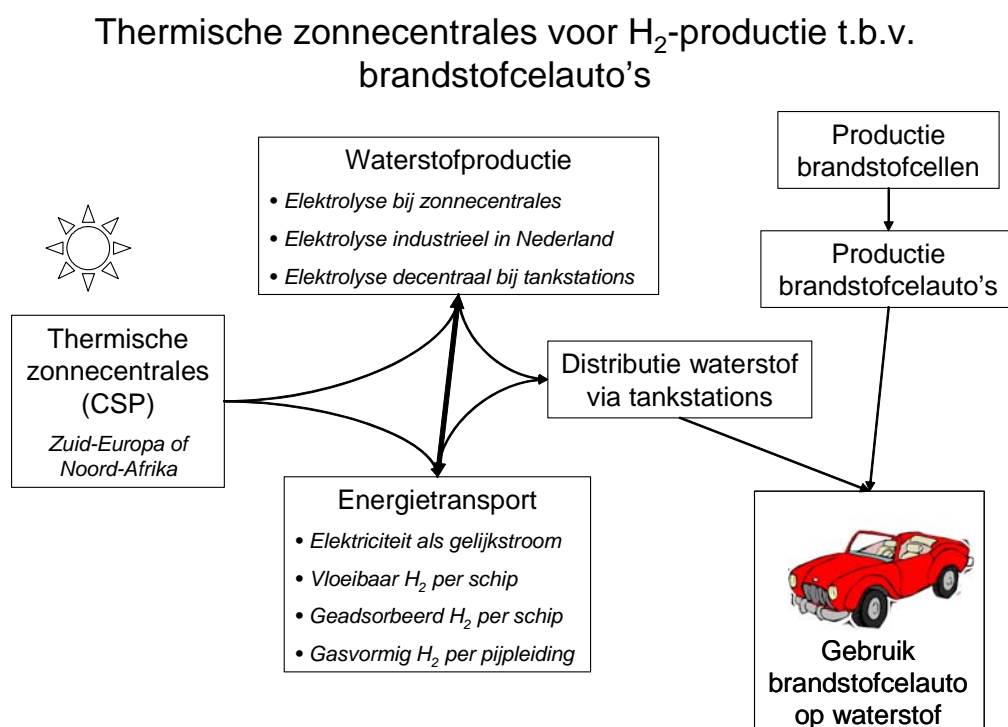 Thermische zonnecentrales voor H₂-productie t.b.v.
brandstofcelauto's
Waterstofproductie
• Elektrolyse bij zonnecentrales
• Elektrolyse industrieel in Nederland
• Elektrolyse decentraal bij tankstations
Productie
brandstofcellen
Productie
brandstofcelauto's
Thermische
zonnecentrales
(CSP)
Zuid-Europa of
Noord-Afrika
Distributie waterstof
via tankstations
Energietransport
• Elektriciteit als gelijkstroom
• Vloeibaar H₂ per schip
• Geadsorbeerd H₂ per schip
• Gasvormig H₂ per pijpleiding
Gebruik
brandstofcelauto
op waterstof